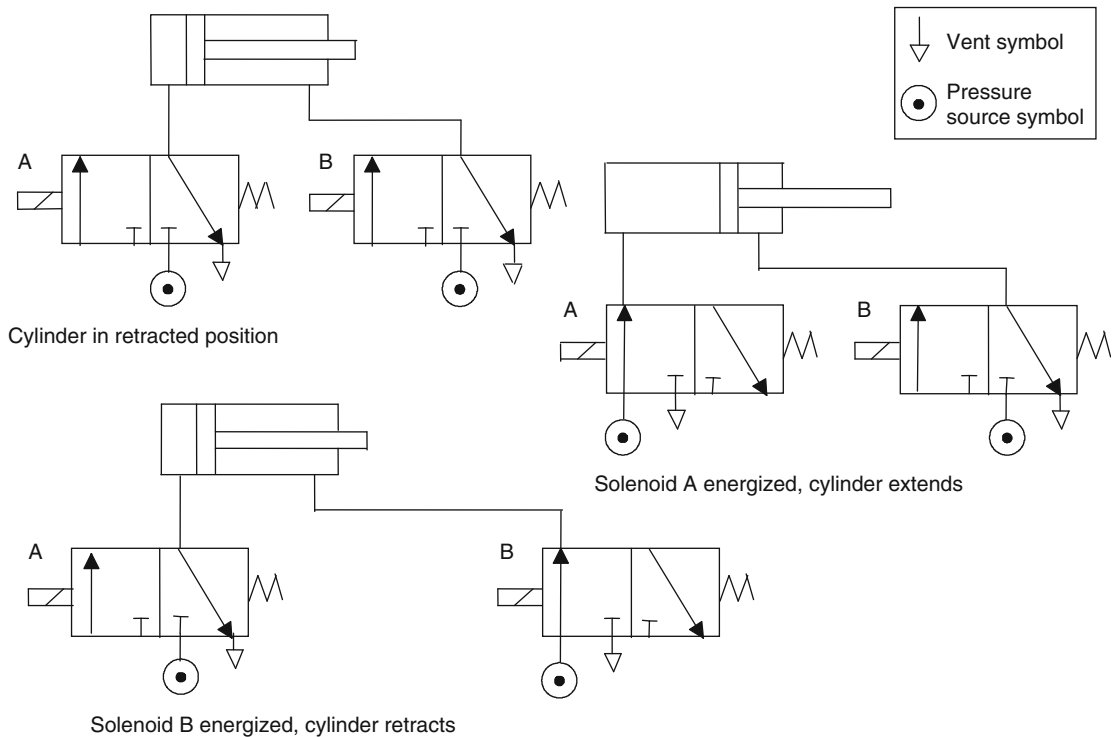 Vent symbol
Pressure
source symbol
A
B
Cylinder in retracted position
A
B
Solenoid A energized, cylinder extends
A
B
Solenoid B energized, cylinder retracts